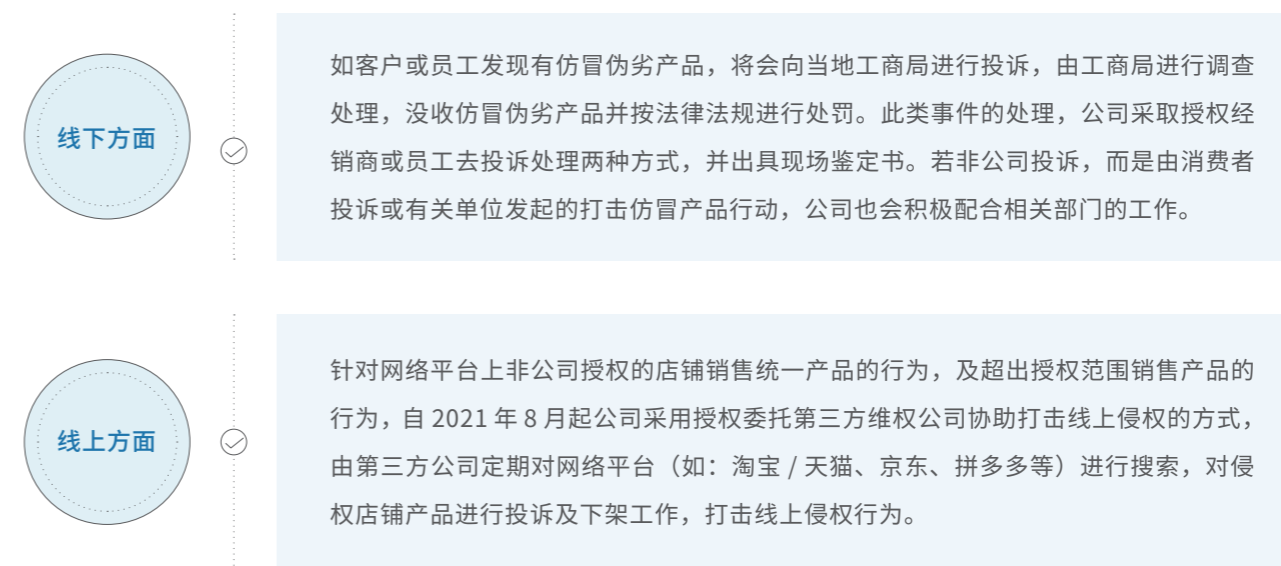 线下方面
如客户或员工发现有仿冒伪劣产品，将会向当地工商局进行投诉，由工商局进行调查
处理，没收仿冒伪劣产品并按法律法规进行处罚。此类事件的处理，公司采取授权经
销商或员工去投诉处理两种方式，并出具现场鉴定书。若非公司投诉，而是由消费者
投诉或有关单位发起的打击仿冒产品行动，公司也会积极配合相关部门的工作。
线上方面
针对网络平台上非公司授权的店铺销售统一产品的行为，及超出授权范围销售产品的
行为，自 2021 年 8 月起公司采用授权委托第三方维权公司协助打击线上侵权的方式，
由第三方公司定期对网络平台（如：淘宝 / 天猫、京东、拼多多等）进行搜索，对侵
权店铺产品进行投诉及下架工作，打击线上侵权行为。